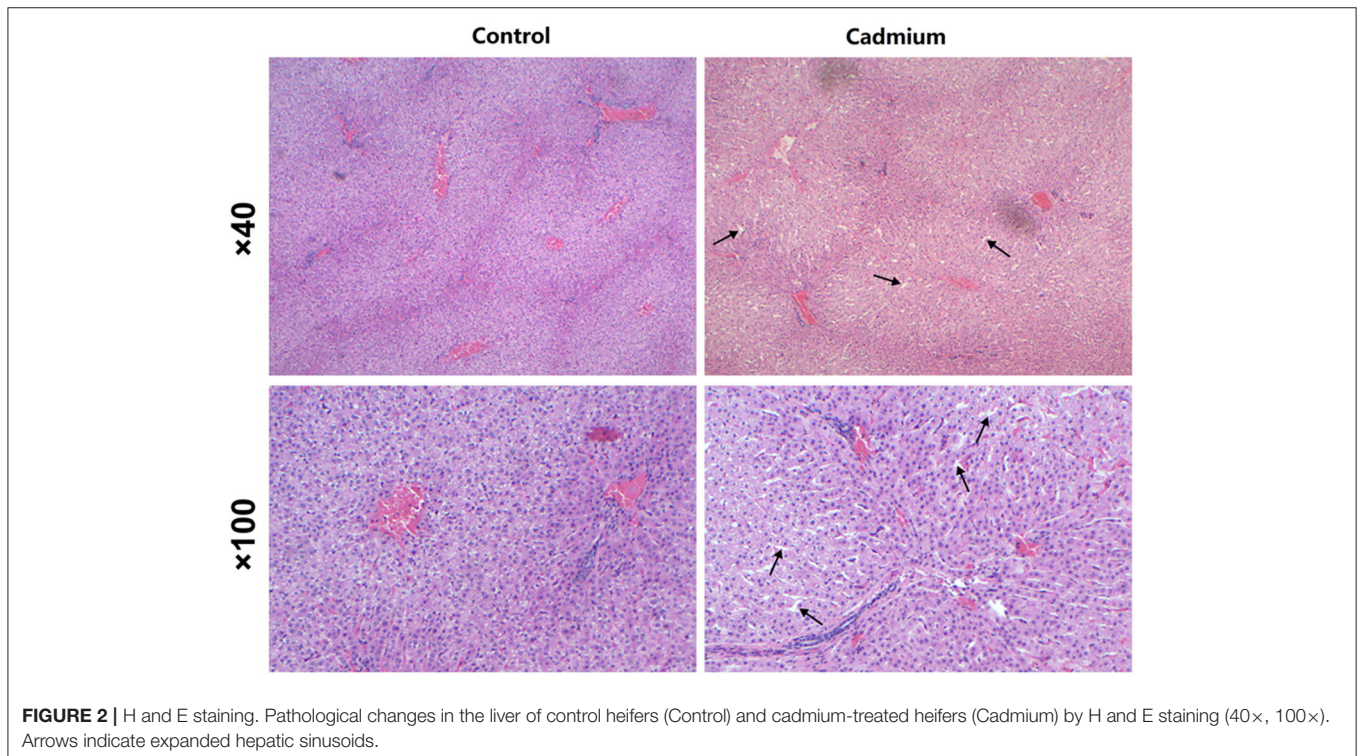 Control
Cadmium
×40
×100
FIGURE 2 | H and E staining. Pathological changes in the liver of control heifers (Control) and cadmium-treated heifers (Cadmium) by H and E staining (40×, 100×).
Arrows indicate expanded hepatic sinusoids.